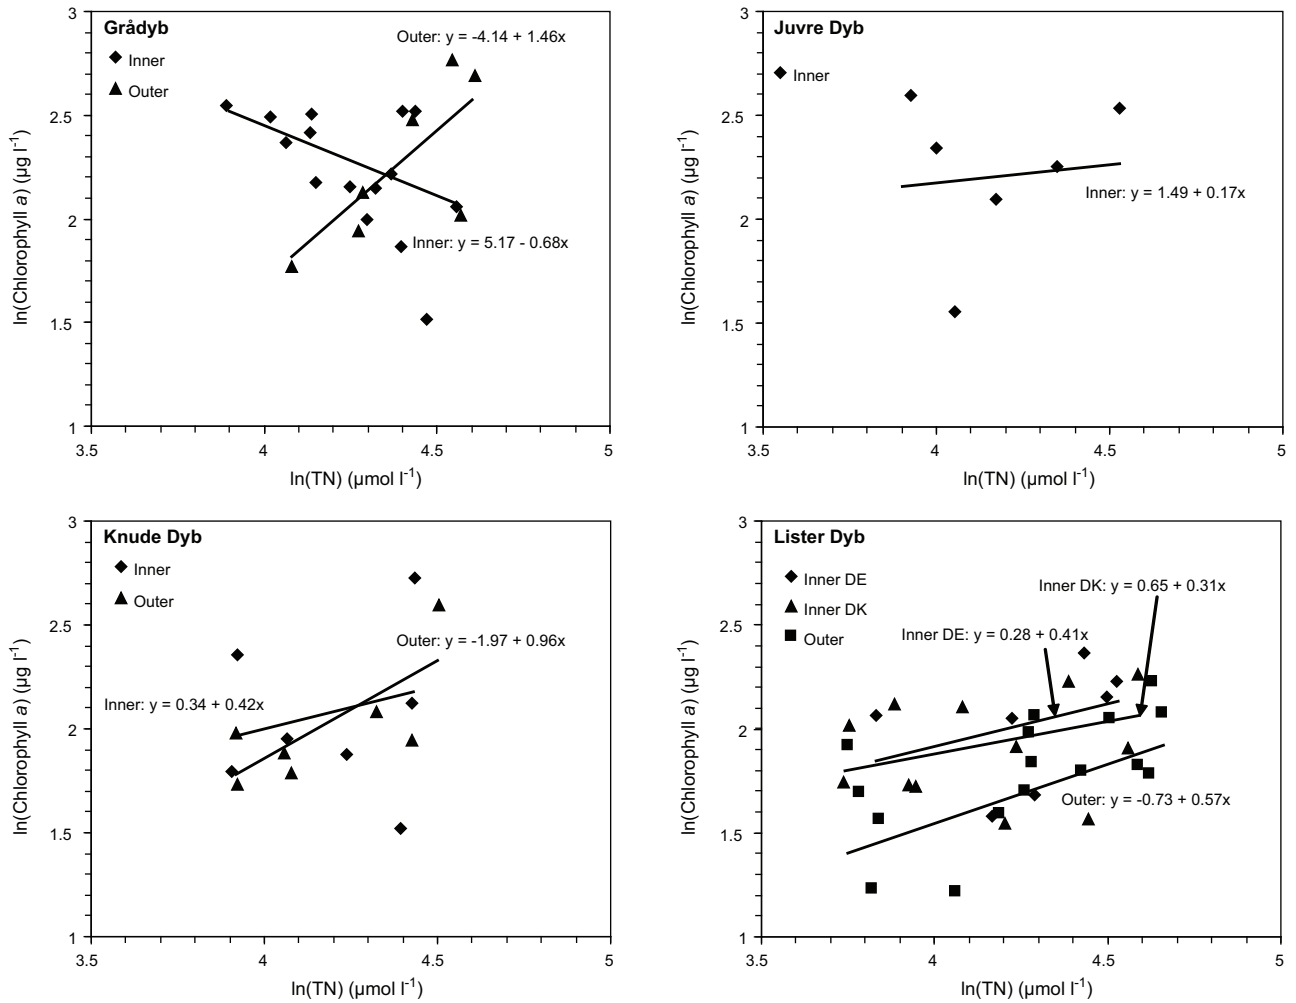 Grådyb
Inner
Outer
Outer: y = -4.14 + 1.46x
Inner: y = 5.17 - 0.68x
3
2.5
2
1.5
1
3.5
4
4.5
5
ln(Chlorophyll a) (µg l-1)
ln(TN) (µmol l-1)
Juvre Dyb
Inner
Inner: y = 1.49 + 0.17x
3
2.5
2
1.5
1
3.5
4
4.5
5
ln(Chlorophyll a) (µg l-1)
ln(TN) (µmol l-1)
Knude Dyb
Inner
Outer
Outer: y = -1.97 + 0.96x
Inner: y = 0.34 + 0.42x
3
2.5
2
1.5
1
3.5
4
4.5
5
ln(Chlorophyll a) (µg l-1)
ln(TN) (µmol l-1)
Lister Dyb
Inner DE
Inner DK
Outer
Inner DK: y = 0.65 + 0.31x
Inner DE: y = 0.28 + 0.41x
Outer: y = -0.73 + 0.57x
3
2.5
2
1.5
1
3.5
4
4.5
5
ln(Chlorophyll a) (µg l-1)
ln(TN) (µmol l-1)